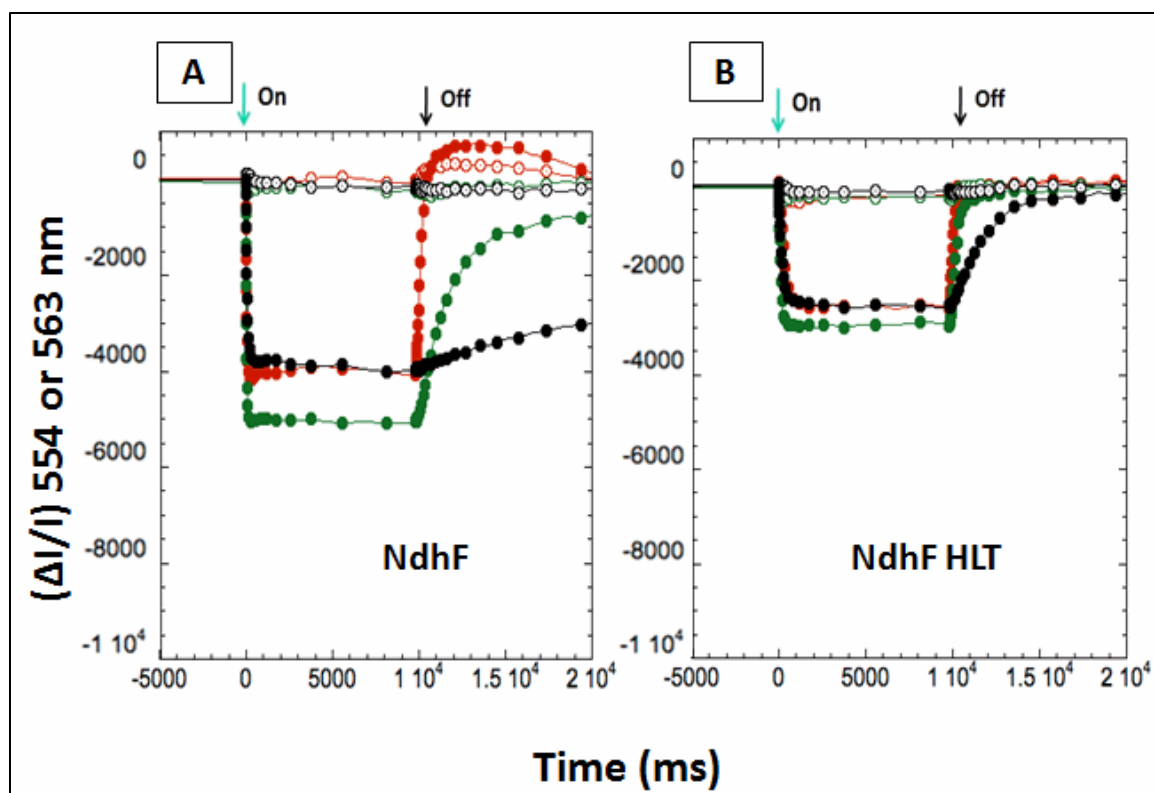 A
On
Off
0
-2000
-4000
-6000
-8000
-1 10⁴
NdhF
-5000
0
5000
1 10⁴
1.5 10⁴
2 10⁴
B
On
Off
0
-2000
-4000
-6000
-8000
-1 10⁴
NdhF HLT
-5000
0
5000
1 10⁴
1.5 10⁴
2 10⁴
(ΔI/I) 554 or 563 nm
Time (ms)